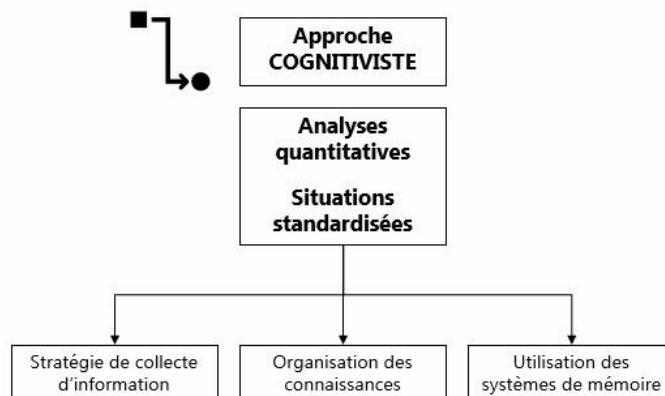 Approche
COGNITIVISTE
Analyses
quantitatives
Situations
standardisées
Stratégie de collecte
d'information
Organisation des
connaissances
Utilisation des
systèmes de mémoire